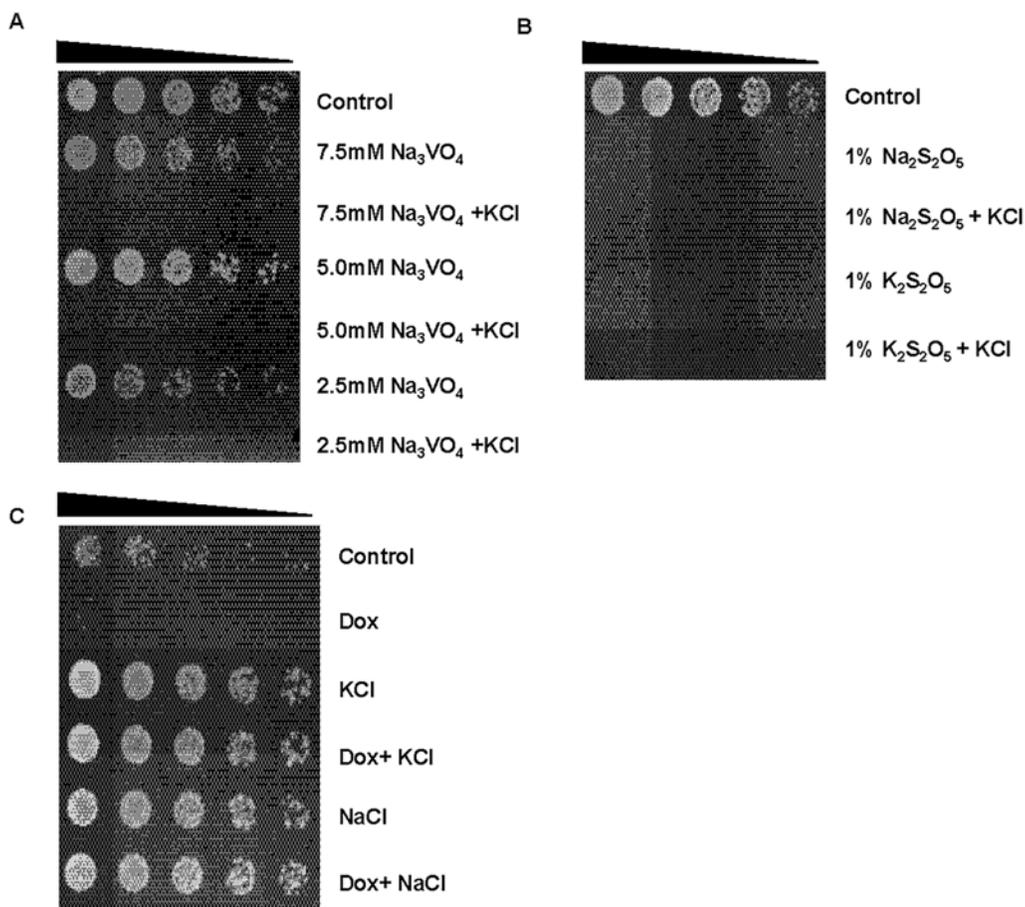 A
Control
7.5mM Na₃VO₄
7.5mM Na₃VO₄ +KCl
5.0mM Na₃VO₄
5.0mM Na₃VO₄ +KCl
2.5mM Na₃VO₄
2.5mM Na₃VO₄ +KCl
B
Control
1% Na₂S₂O₅
1% Na₂S₂O₅ + KCl
1% K₂S₂O₅
1% K₂S₂O₅ + KCl
C
Control
Dox
KCl
Dox+ KCl
NaCl
Dox+ NaCl